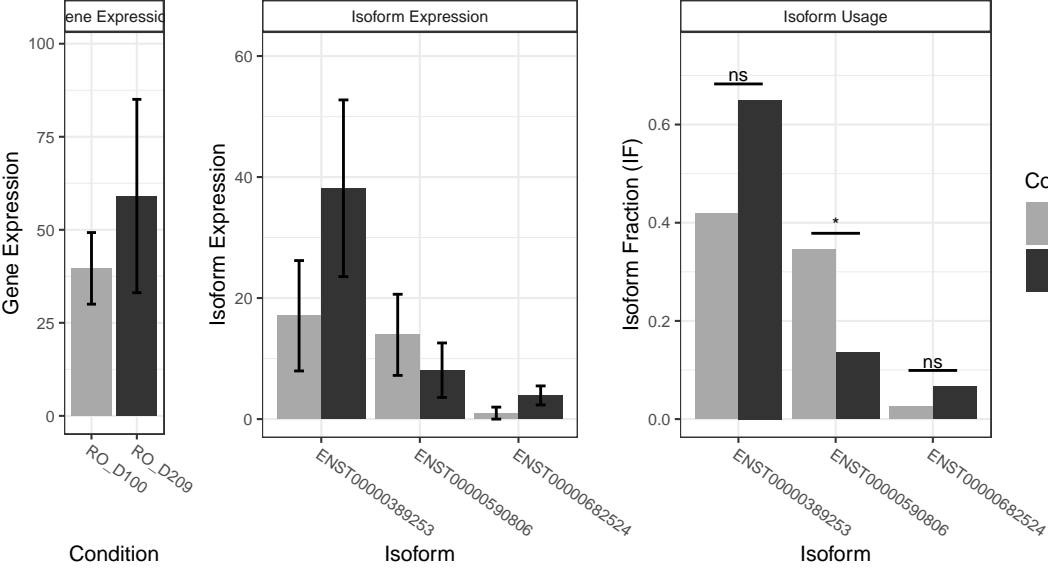 ene Expressio
Isoform Expression
Isoform Usage
Gene Expression
100
75
50
25
0
RO_D100
RO_D209
Condition
Isoform Expression
60
40
20
0
ENST00000389253
ENST00000590806
ENST00000682524
Isoform
Isoform Fraction (IF)
0.6
0.4
0.2
0.0
ns
*
ns
ENST00000389253
ENST00000590806
ENST00000682524
Isoform
Co